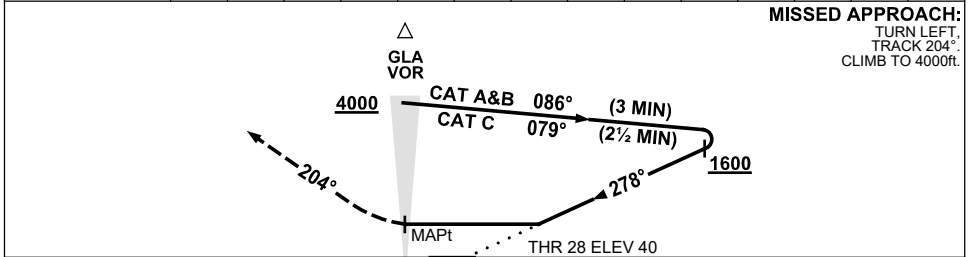 MISSED APPROACH:
TURN LEFT,
TRACK 204°.
CLIMB TO 4000ft.
GLA
VOR
4000
CAT A&B 086° (3 MIN)
CAT C 079° (2½ MIN)
1600
278°
204°
MAPt
THR 28 ELEV 40